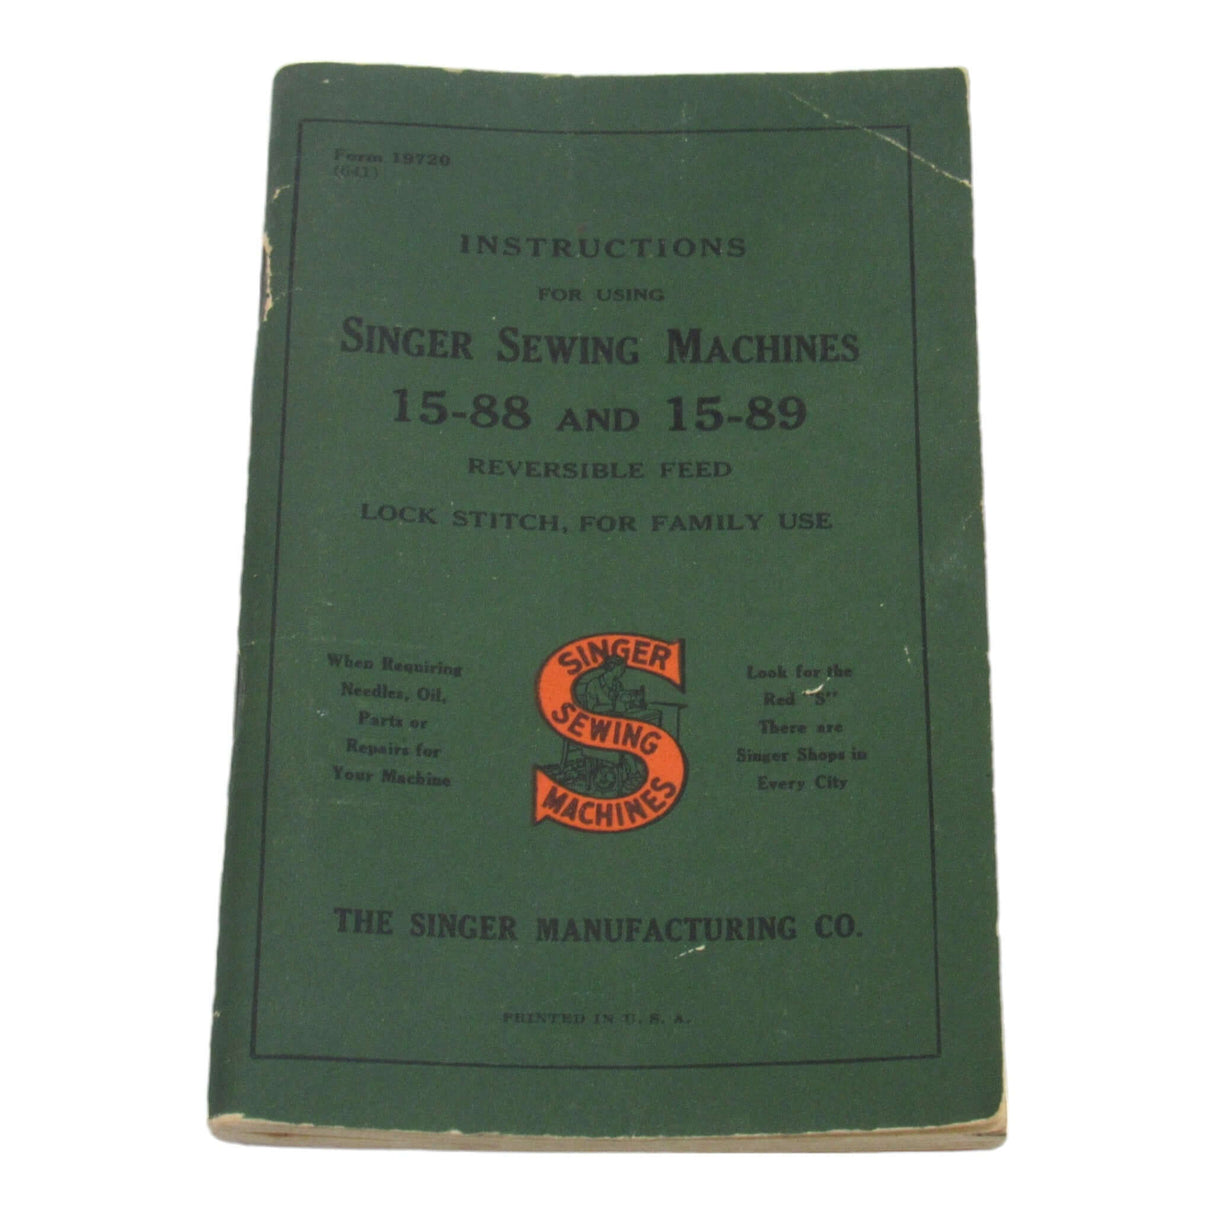 Form 19720
(641)
INSTRUCTIONS
FOR USING
SINGER SEWING MACHINES
15-88 AND 15-89
REVERSIBLE FEED
LOCK STITCH, FOR FAMILY USE
When Requiring
Needles, Oil,
Parts or
Repairs for
Your Machine
SINGER
SEWING
MACHINES
Look for the
Red "S"
There are
Singer Shops in
Every City
THE SINGER MANUFACTURING CO.
PRINTED IN U. S. A.